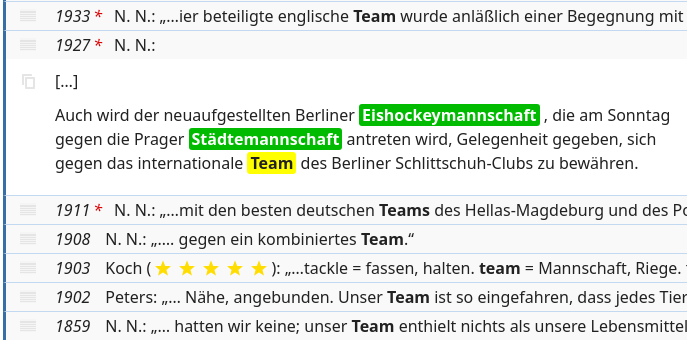 1933 * N. N.: „...ier beteiligte englische Team wurde anläßlich einer Begegnung mit
1927 * N. N.:
[...]
Auch wird der neuaufgestellten Berliner Eishockeymannschaft , die am Sonntag
gegen die Prager Städtemannschaft antreten wird, Gelegenheit gegeben, sich
gegen das internationale Team des Berliner Schlittschuh-Clubs zu bewähren.
1911 * N. N.: „...mit den besten deutschen Teams des Hellas-Magdeburg und des Po
1908 N. N.: „.... gegen ein kombiniertes Team.“
1903 Koch ( ★ ★ ★ ★ ★ ): „...tackle = fassen, halten. team = Mannschaft, Riege.
1902 Peters: „... Nähe, angebunden. Unser Team ist so eingefahren, dass jedes Tier
1859 N. N.: „... hatten wir keine; unser Team enthielt nichts als unsere Lebensmittel